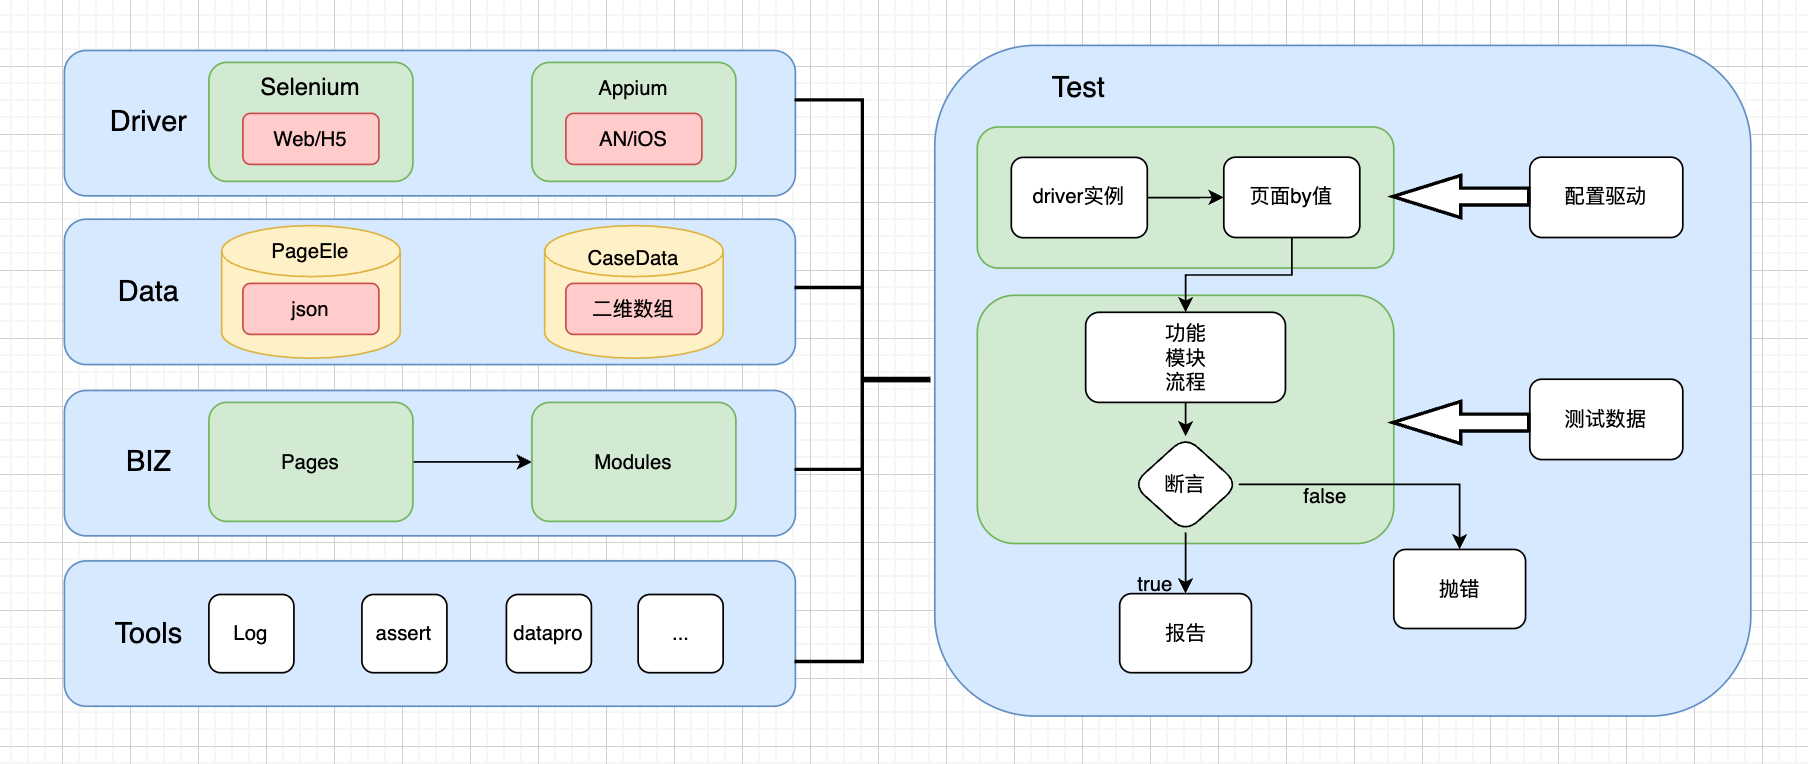 Driver
Selenium
Web/H5
Appium
AN/iOS
Data
PageEle
json
CaseData
二维数组
BIZ
Pages
Modules
Tools
Log
assert
datapro
...
Test
driver实例
页面by值
配置驱动
功能
模块
流程
测试数据
断言
false
true
抛错
报告